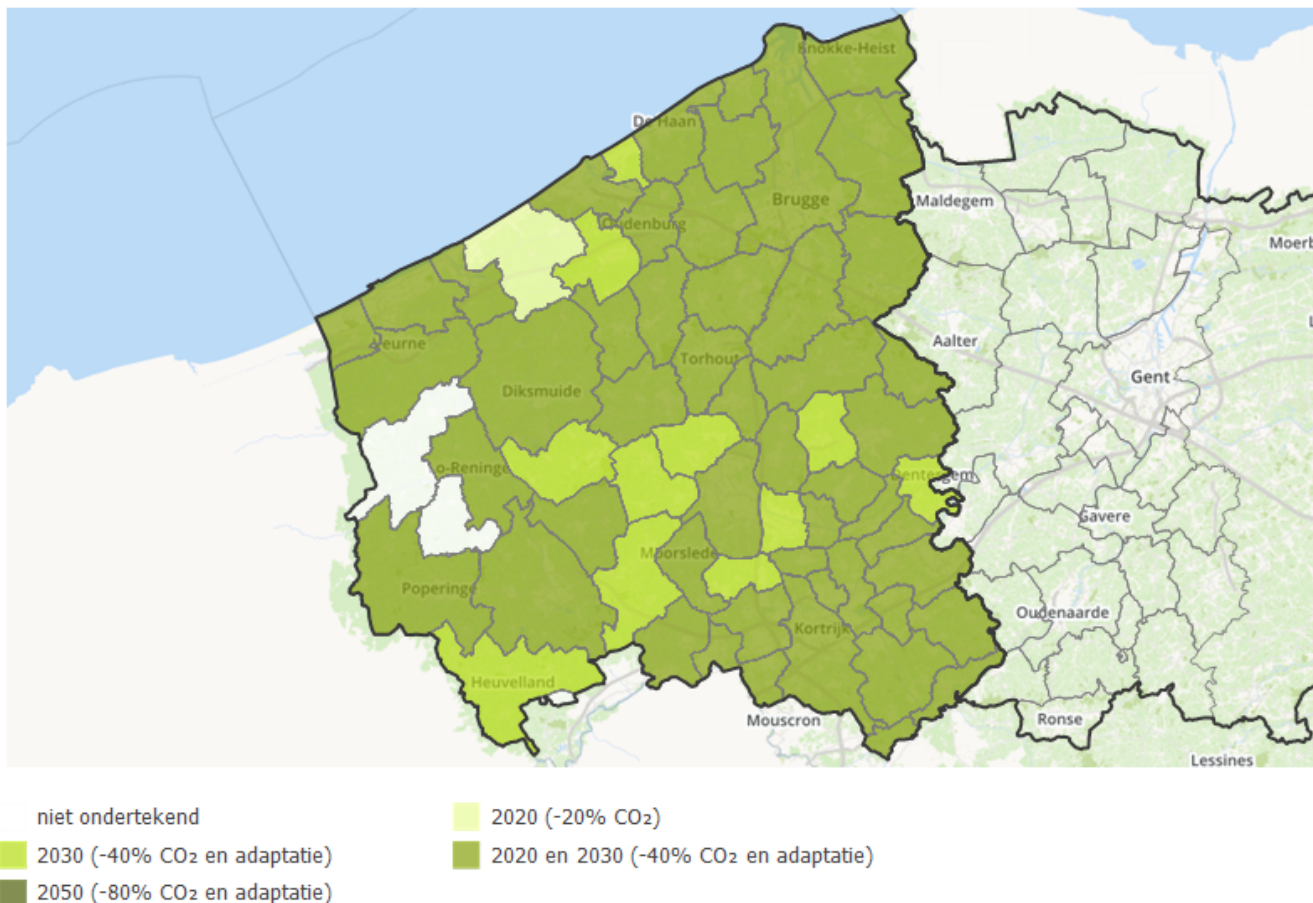 Knokke-Heist
De Haan
Brugge
Maldegem
Oudenburg
Moerb
Aalter
Veurne
Torhout
Gent
Diksmuide
o-Reninge
Dentergem
Gavere
Moorslede
Poperinge
Oudenaarde
Kortrijk
Heuvelland
Mouscron
Ronse
Lessines
niet ondertekend
2020 (-20% CO₂)
2030 (-40% CO₂ en adaptatie)
2020 en 2030 (-40% CO₂ en adaptatie)
2050 (-80% CO₂ en adaptatie)